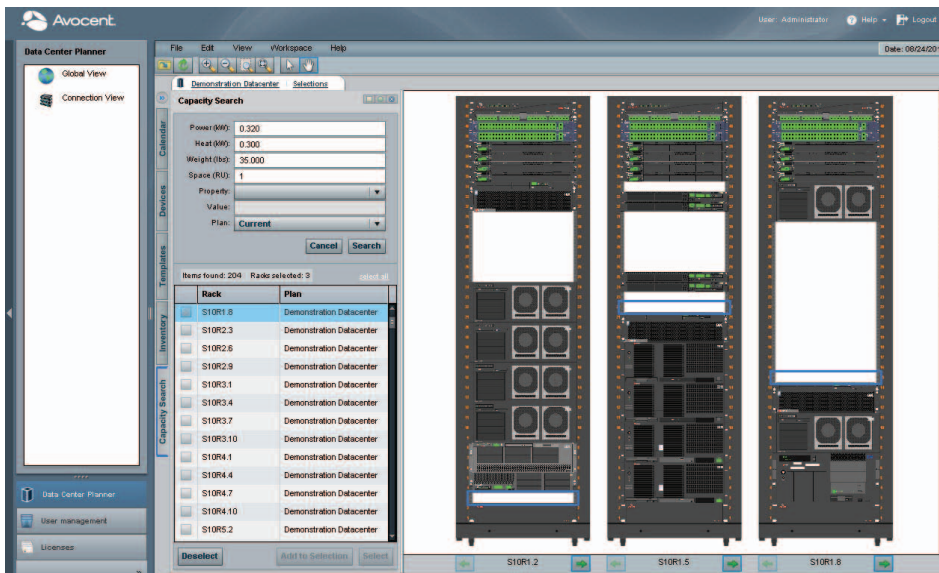 Avocent.
User: Administrator
Help
Logout
Data Center Planner
Global View
Connection View
File Edit View Workspace Help
Date: 08/24/201
Demonstration Datacenter Selections
Capacity Search
Power(kW): 0.320
Heat(kW): 0.300
Weight(lbs): 35.000
Space (RU): 1
Property:
Value:
Plan: Current
Cancel Search
Items found: 204 Racks selected: 3 select all
Rack Plan
S10R1.8 Demonstration Datacenter
S10R2.3 Demonstration Datacenter
S10R2.6 Demonstration Datacenter
S10R2.9 Demonstration Datacenter
S10R3.1 Demonstration Datacenter
S10R3.4 Demonstration Datacenter
S10R3.7 Demonstration Datacenter
S10R3.10 Demonstration Datacenter
S10R4.1 Demonstration Datacenter
S10R4.4 Demonstration Datacenter
S10R4.7 Demonstration Datacenter
S10R4.10 Demonstration Datacenter
S10R5.2 Demonstration Datacenter
Deselect Add to Selection Select
Calendar
Devices
Templates
Inventory
Capacity Search
Data Center Planner
User management
Licenses
S10R1.2
S10R1.5
S10R1.8